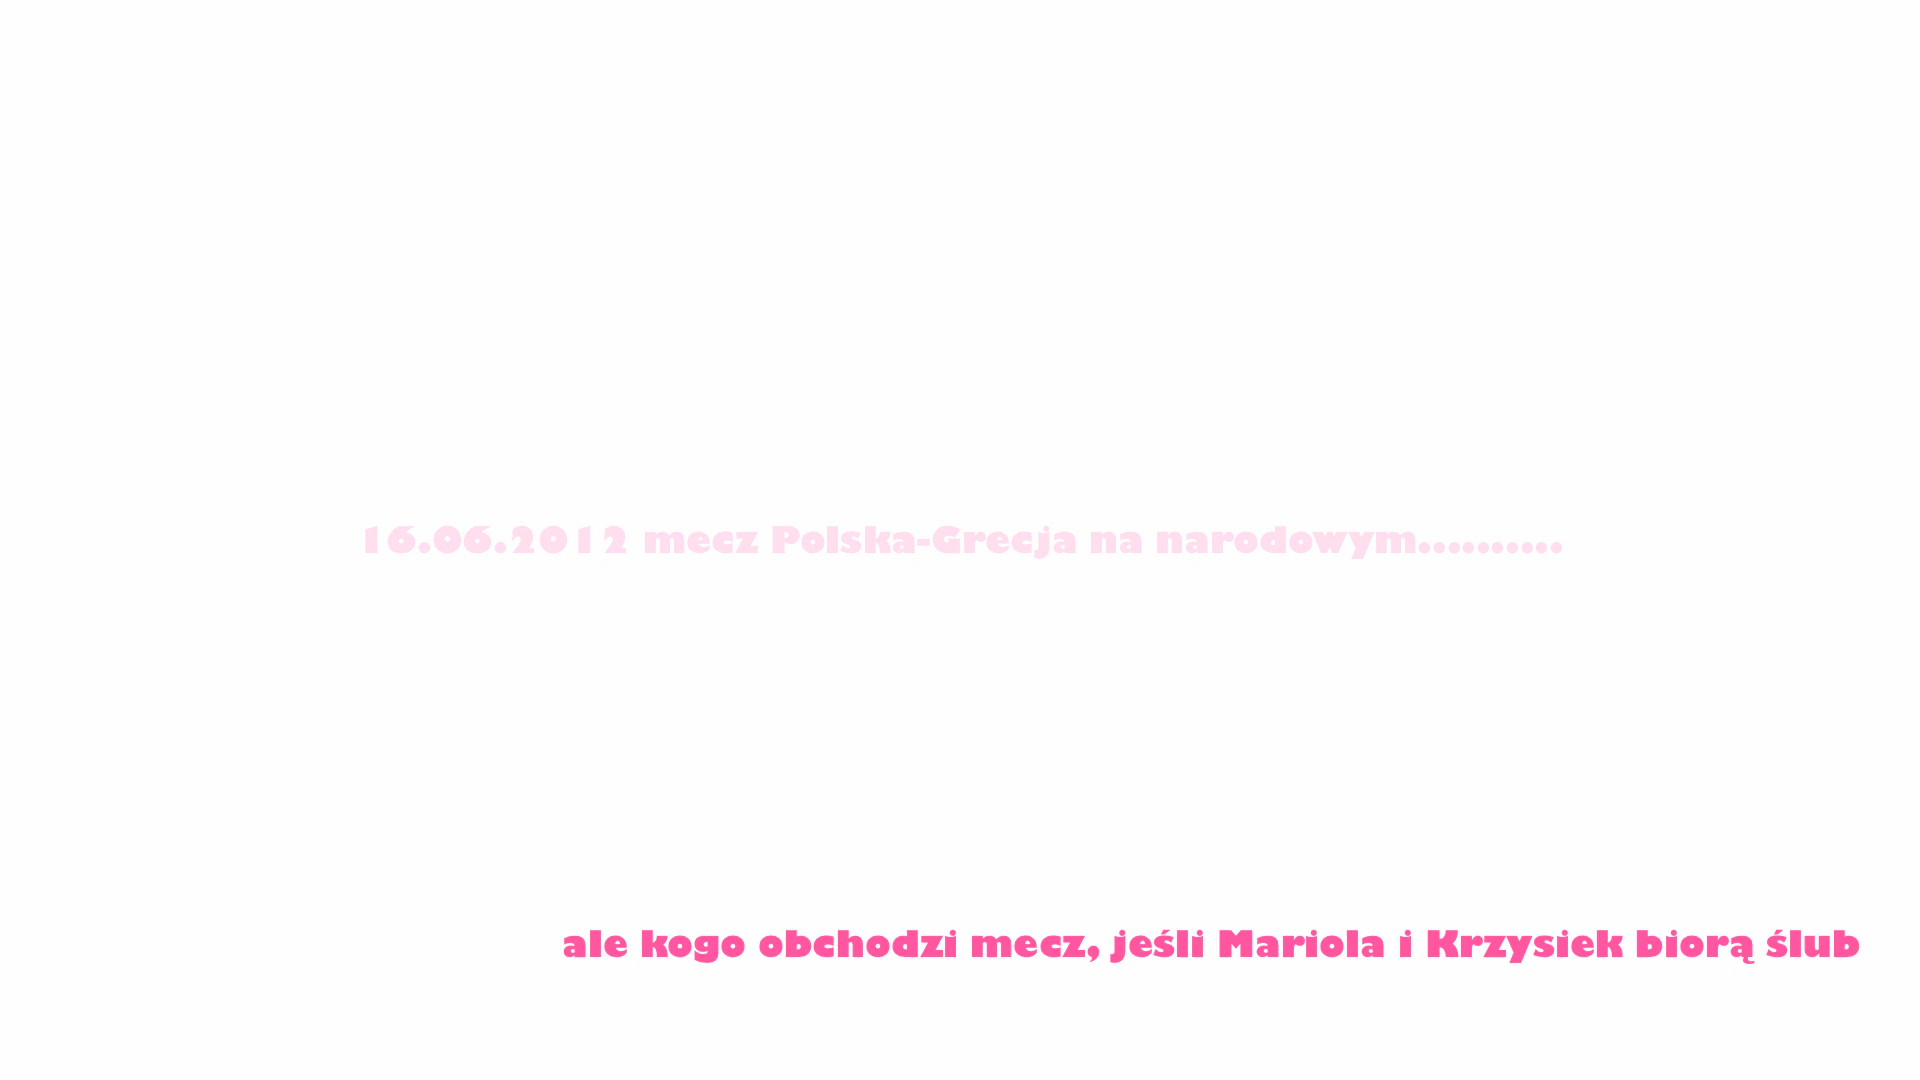 16.06.2012 mecz Polska-Grecja na narodowym..........
ale kogo obchodzi mecz, jeśli Mariola i Krzysiek biorą ślub